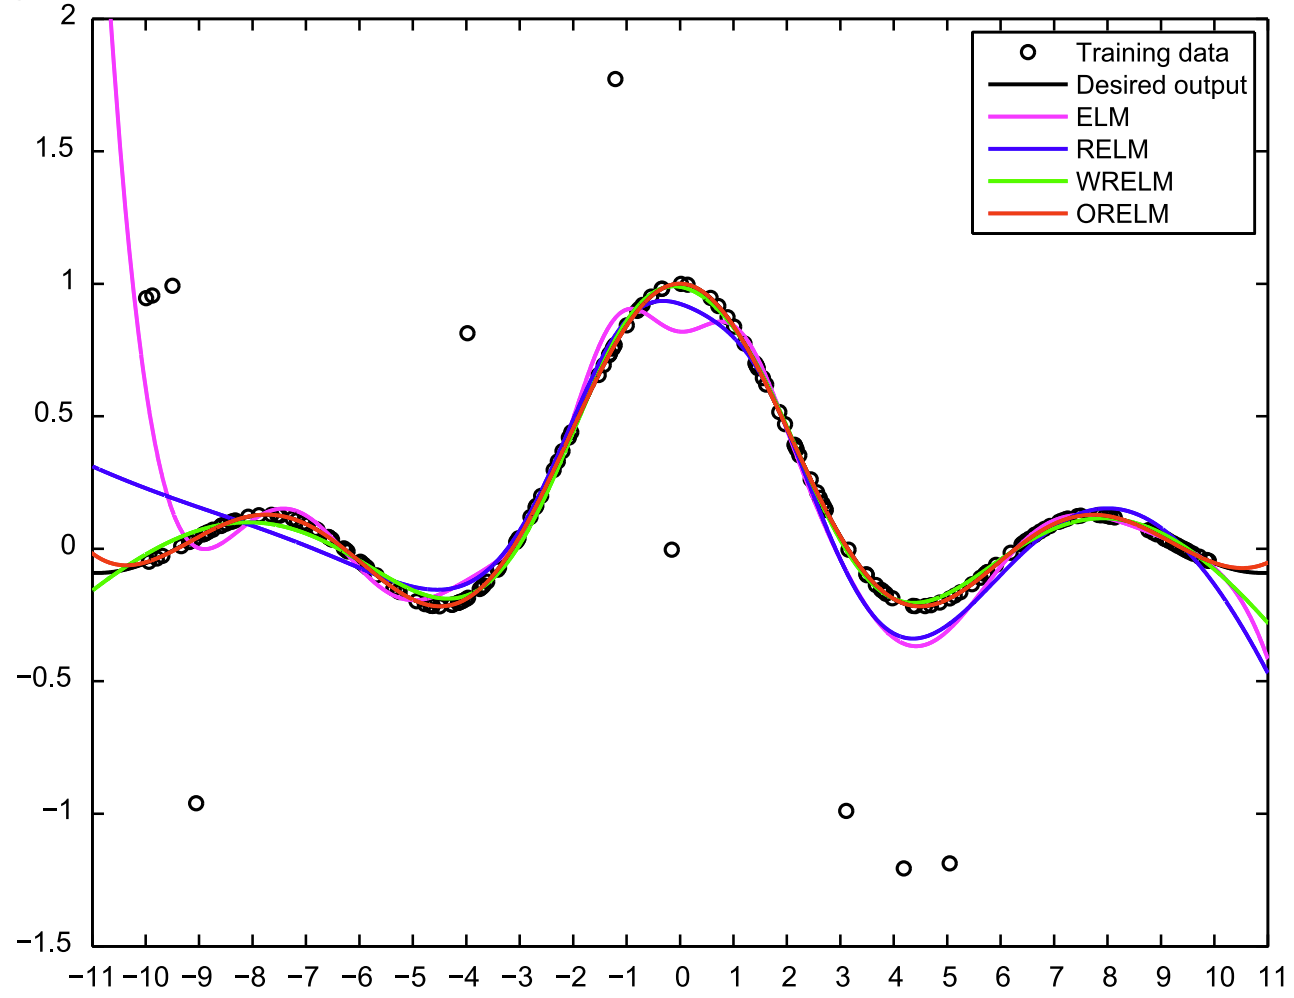 2
1.5
1
0.5
0
−0.5
−1
−1.5
−11 −10 −9 −8 −7 −6 −5 −4 −3 −2 −1 0 1 2 3 4 5 6 7 8 9 10 11
Training data
Desired output
ELM
RELM
WRELM
ORELM